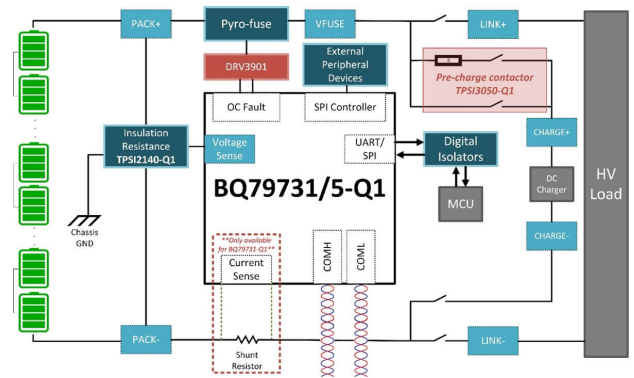 PACK+
Pyro-fuse
VFUSE
LINK+
DRV3901
External
Peripheral
Devices
Pre-charge contactor
TPSI3050-Q1
OC Fault
SPI Controller
Insulation
Resistance
TPSI2140-Q1
Voltage
Sense
UART/
SPI
Digital
Isolators
CHARGE+
HV
Load
BQ79731/5-Q1
MCU
DC
Charger
Chassis
GND
**Only available
for BQ79731-Q1**
Current
Sense
COMH
COML
CHARGE-
PACK-
Shunt
Resistor
LINK-